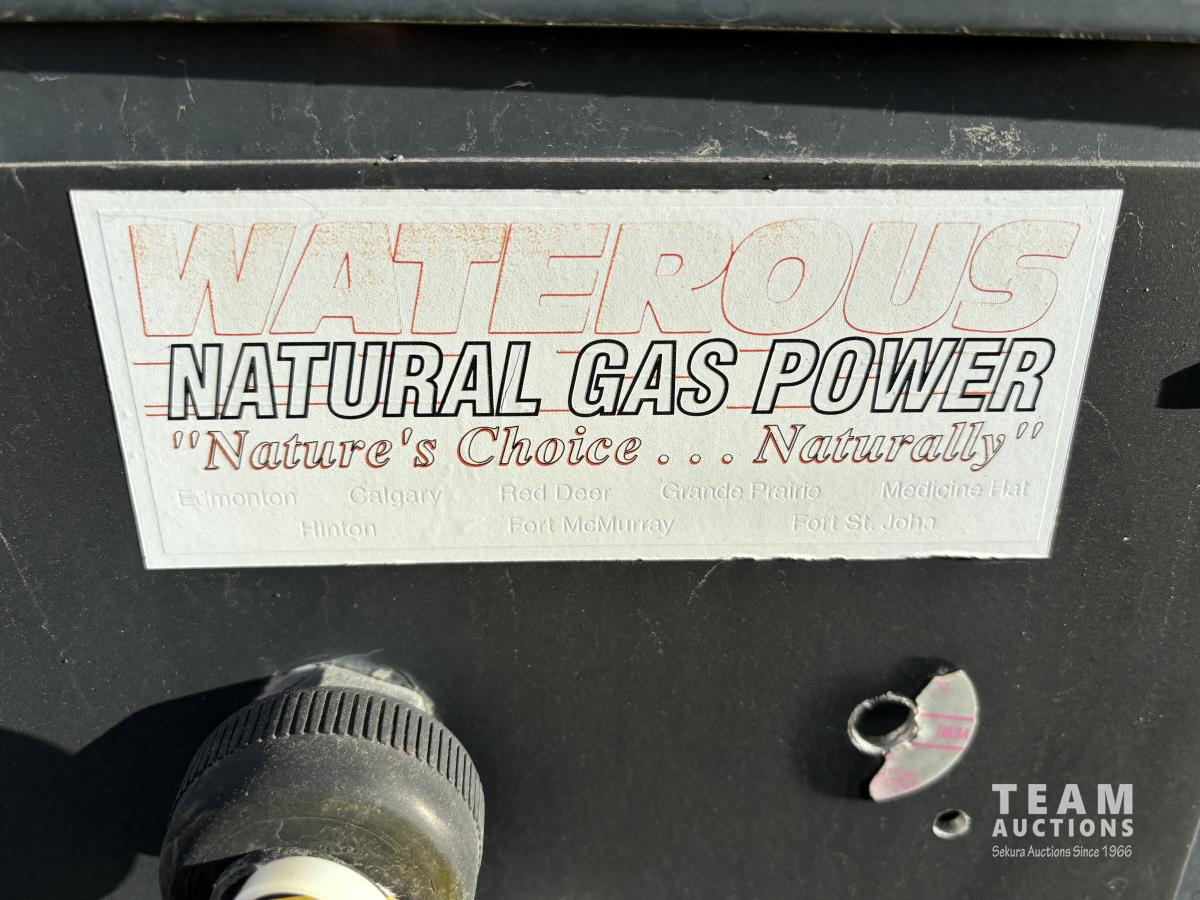 WATEROUS
NATURAL GAS POWER
"Nature's Choice . . . Naturally"
Edmonton Calgary Red Deer Grande Prairie Medicine Hat
Hinton Fort McMurray Fort St. John
TEAM
AUCTIONS
Sekura Auctions Since 1966